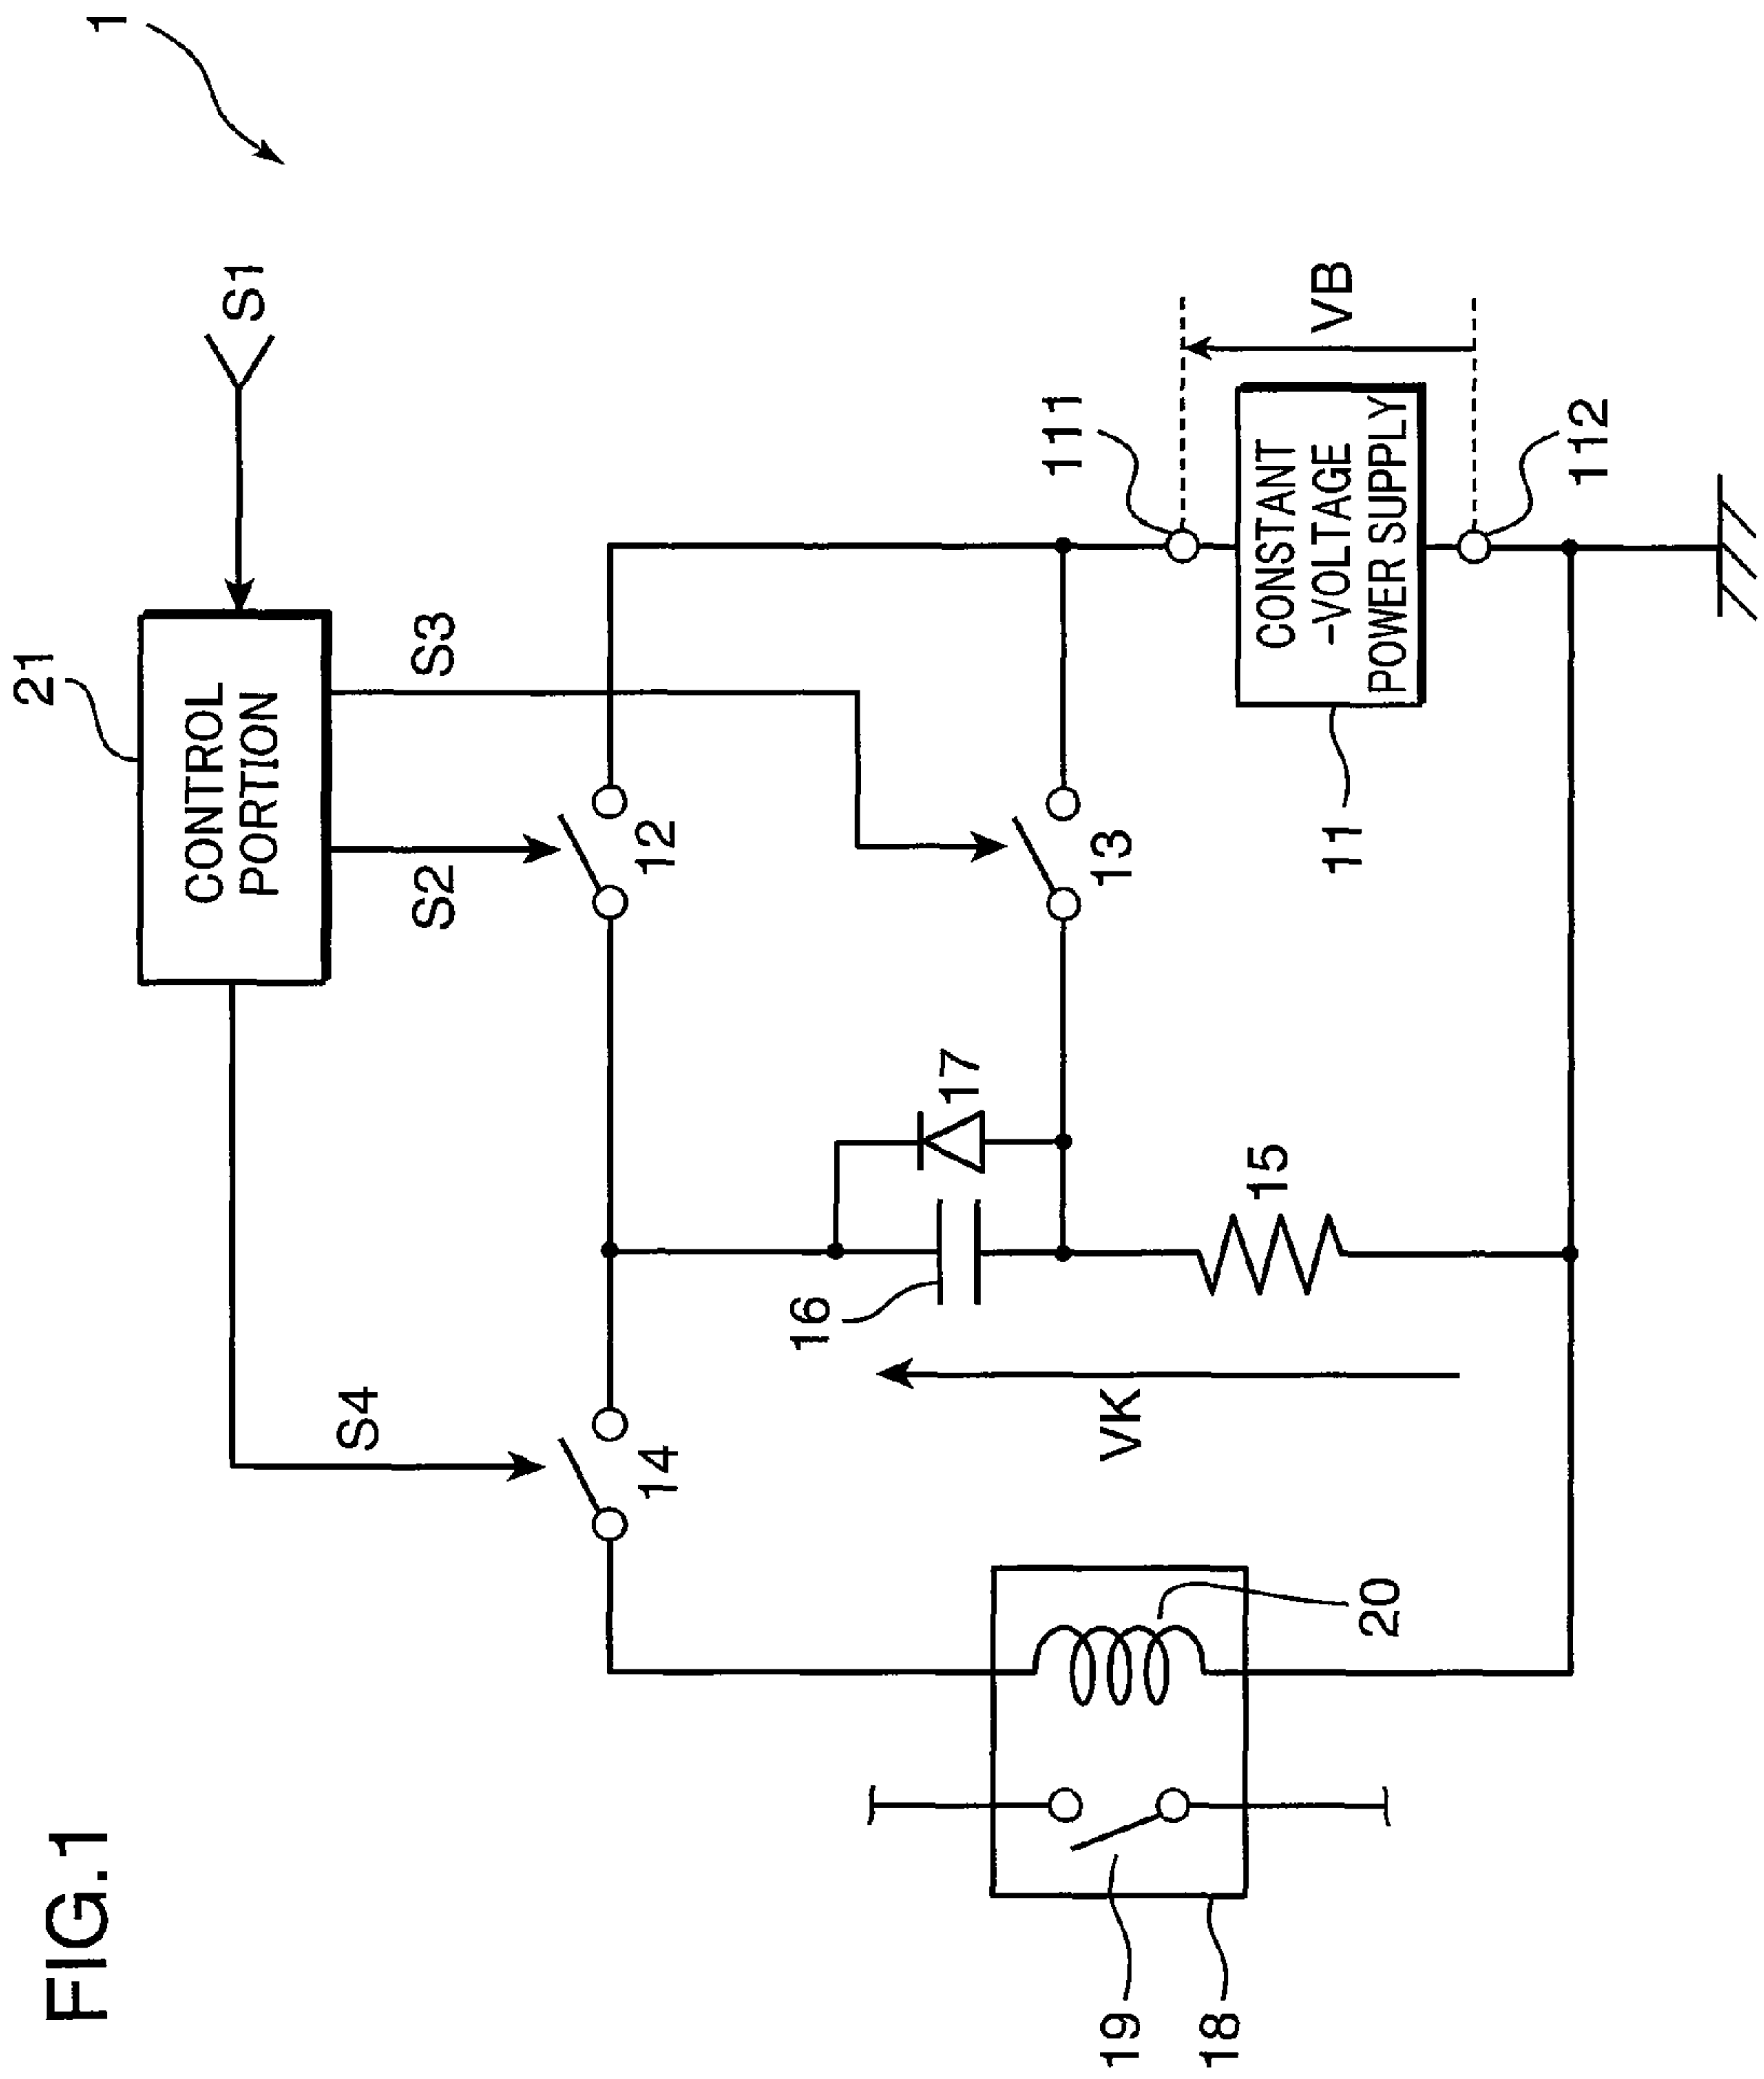 FIG.1
1
21
CONTROL
PORTION
S1
S4
S2
S3
14
12
16
17
13
VK
15
111
CONSTANT
-VOLTAGE
POWER SUPPLY
VB
11
112
20
19
18